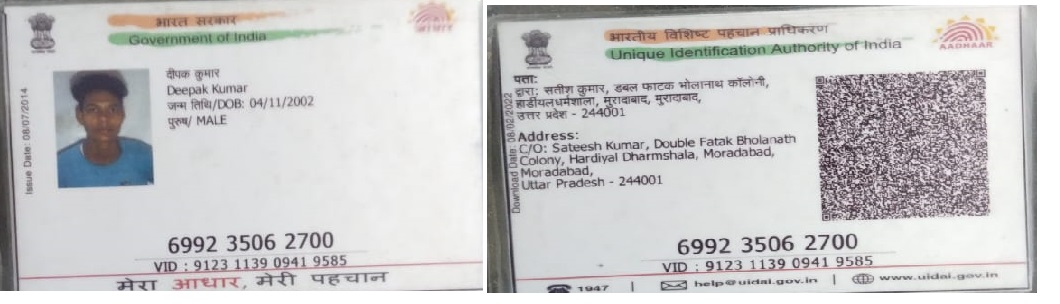 भारत सरकार
Government of India
Issue Date: 08/07/2014
दीपक कुमार
Deepak Kumar
जन्म तिथि/DOB: 04/11/2002
पुरुष/ MALE
6992 3506 2700
VID : 9123 1139 0941 9585
मेरा आधार, मेरी पहचान
भारतीय विशिष्ट पहचान प्राधिकरण
Unique Identification Authority of India
AADHAAR
Download Date: 08/02/2022
पता:
द्वारा: सतीश कुमार, डबल फाटक भोलानाथ कॉलोनी,
मुरादाबाद, मुरादाबाद,
उत्तर प्रदेश - 244001
Address:
C/O: Sateesh Kumar, Double Fatak Bholanath
Colony, Hardiyal Dharmshala, Moradabad,
Moradabad,
Uttar Pradesh - 244001
6992 3506 2700
VID : 9123 1139 0941 9585
1947 | help@uidai.gov.in | www.uidai.gov.in